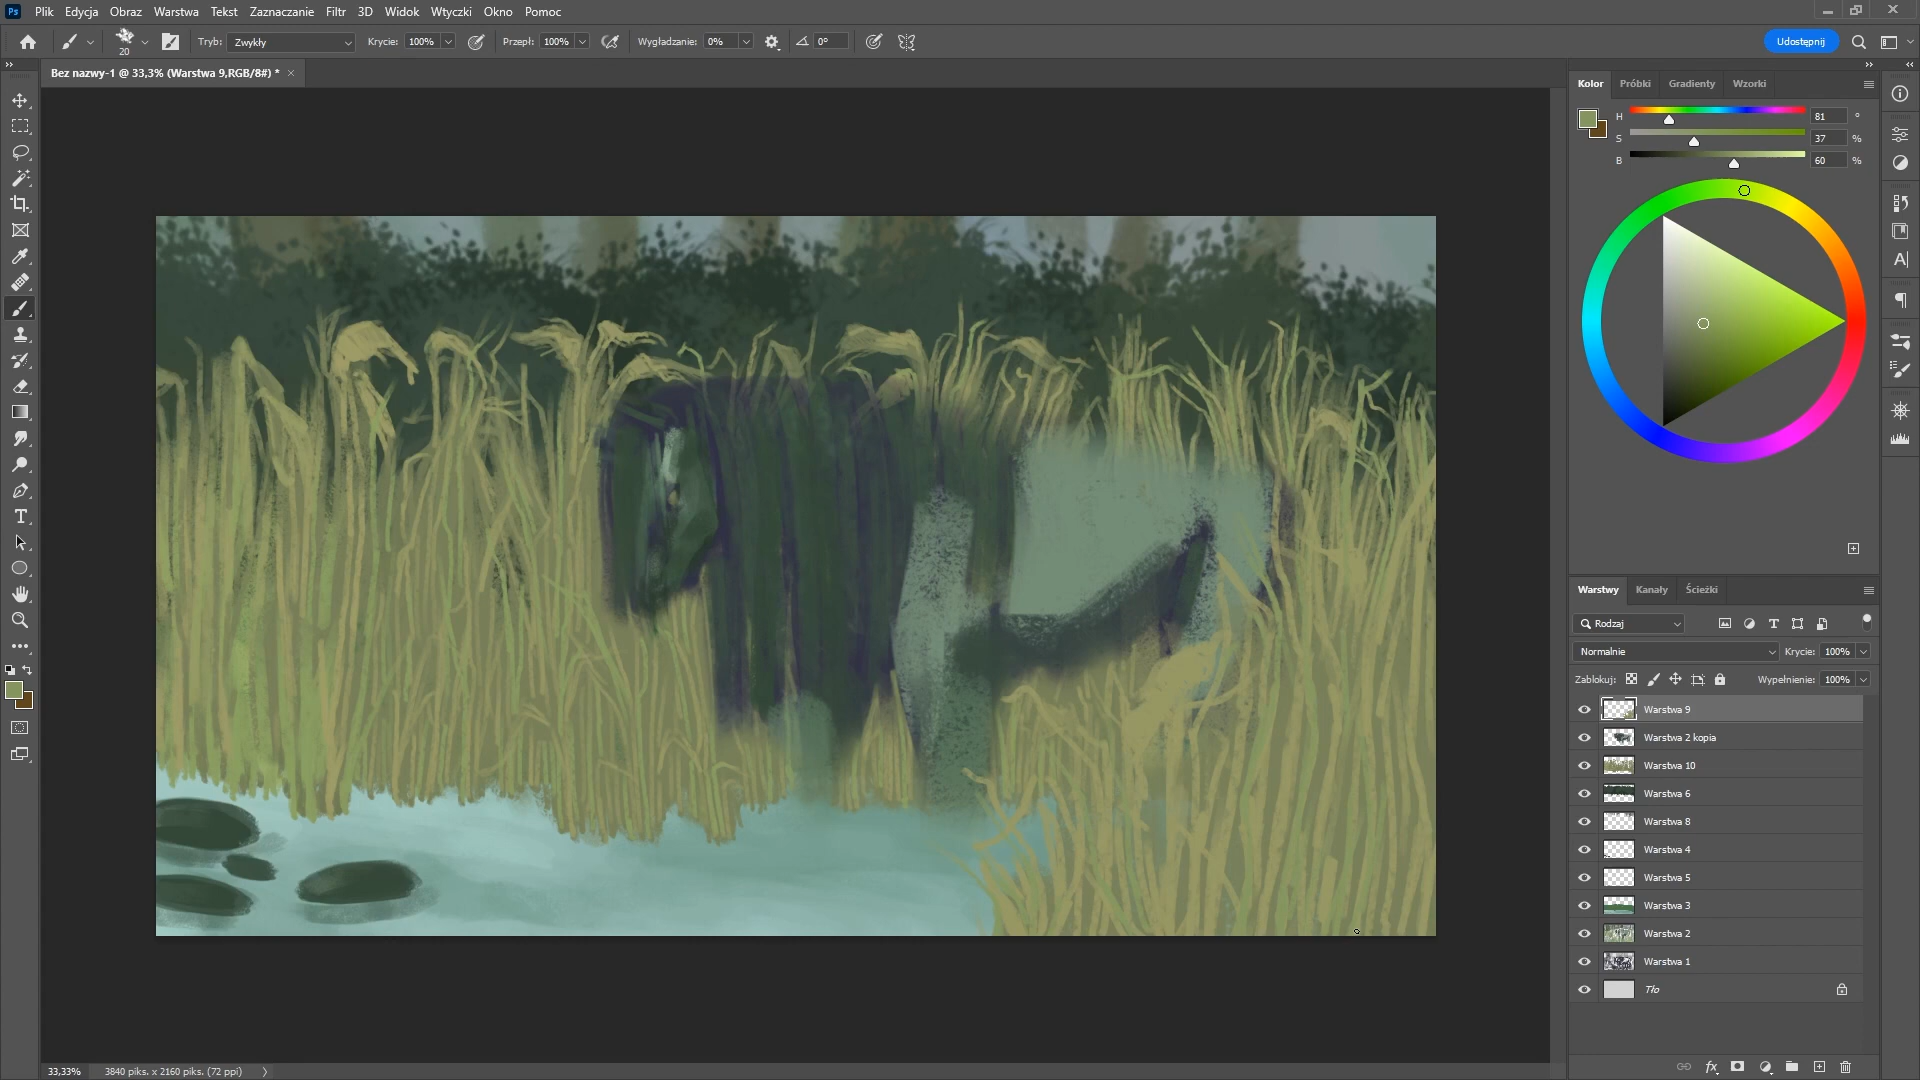 Ps Plik Edycja Obraz Warstwa Tekst Zaznaczanie Filtr 3D Widok Wtyczki Okno Pomoc
20 Tryb: Zwykły Krycie: 100% Przepł: 100% Wygładzanie: 0% 0° Udostępnij
Bez nazwy-1 @ 33,3% (Warstwa 9,RGB/8#) *
Kolor Próbki Gradienty Wzorki
H 81 °
S 37 %
B 60 %
Warstwy Kanały Ścieżki
Rodzaj
Normalnie Krycie: 100%
Zablokuj: Wypełnienie: 100%
Warstwa 9
Warstwa 2 kopia
Warstwa 10
Warstwa 6
Warstwa 8
Warstwa 4
Warstwa 5
Warstwa 3
Warstwa 2
Warstwa 1
Tło
33,33% 3840 piks. x 2160 piks. (72 ppi)